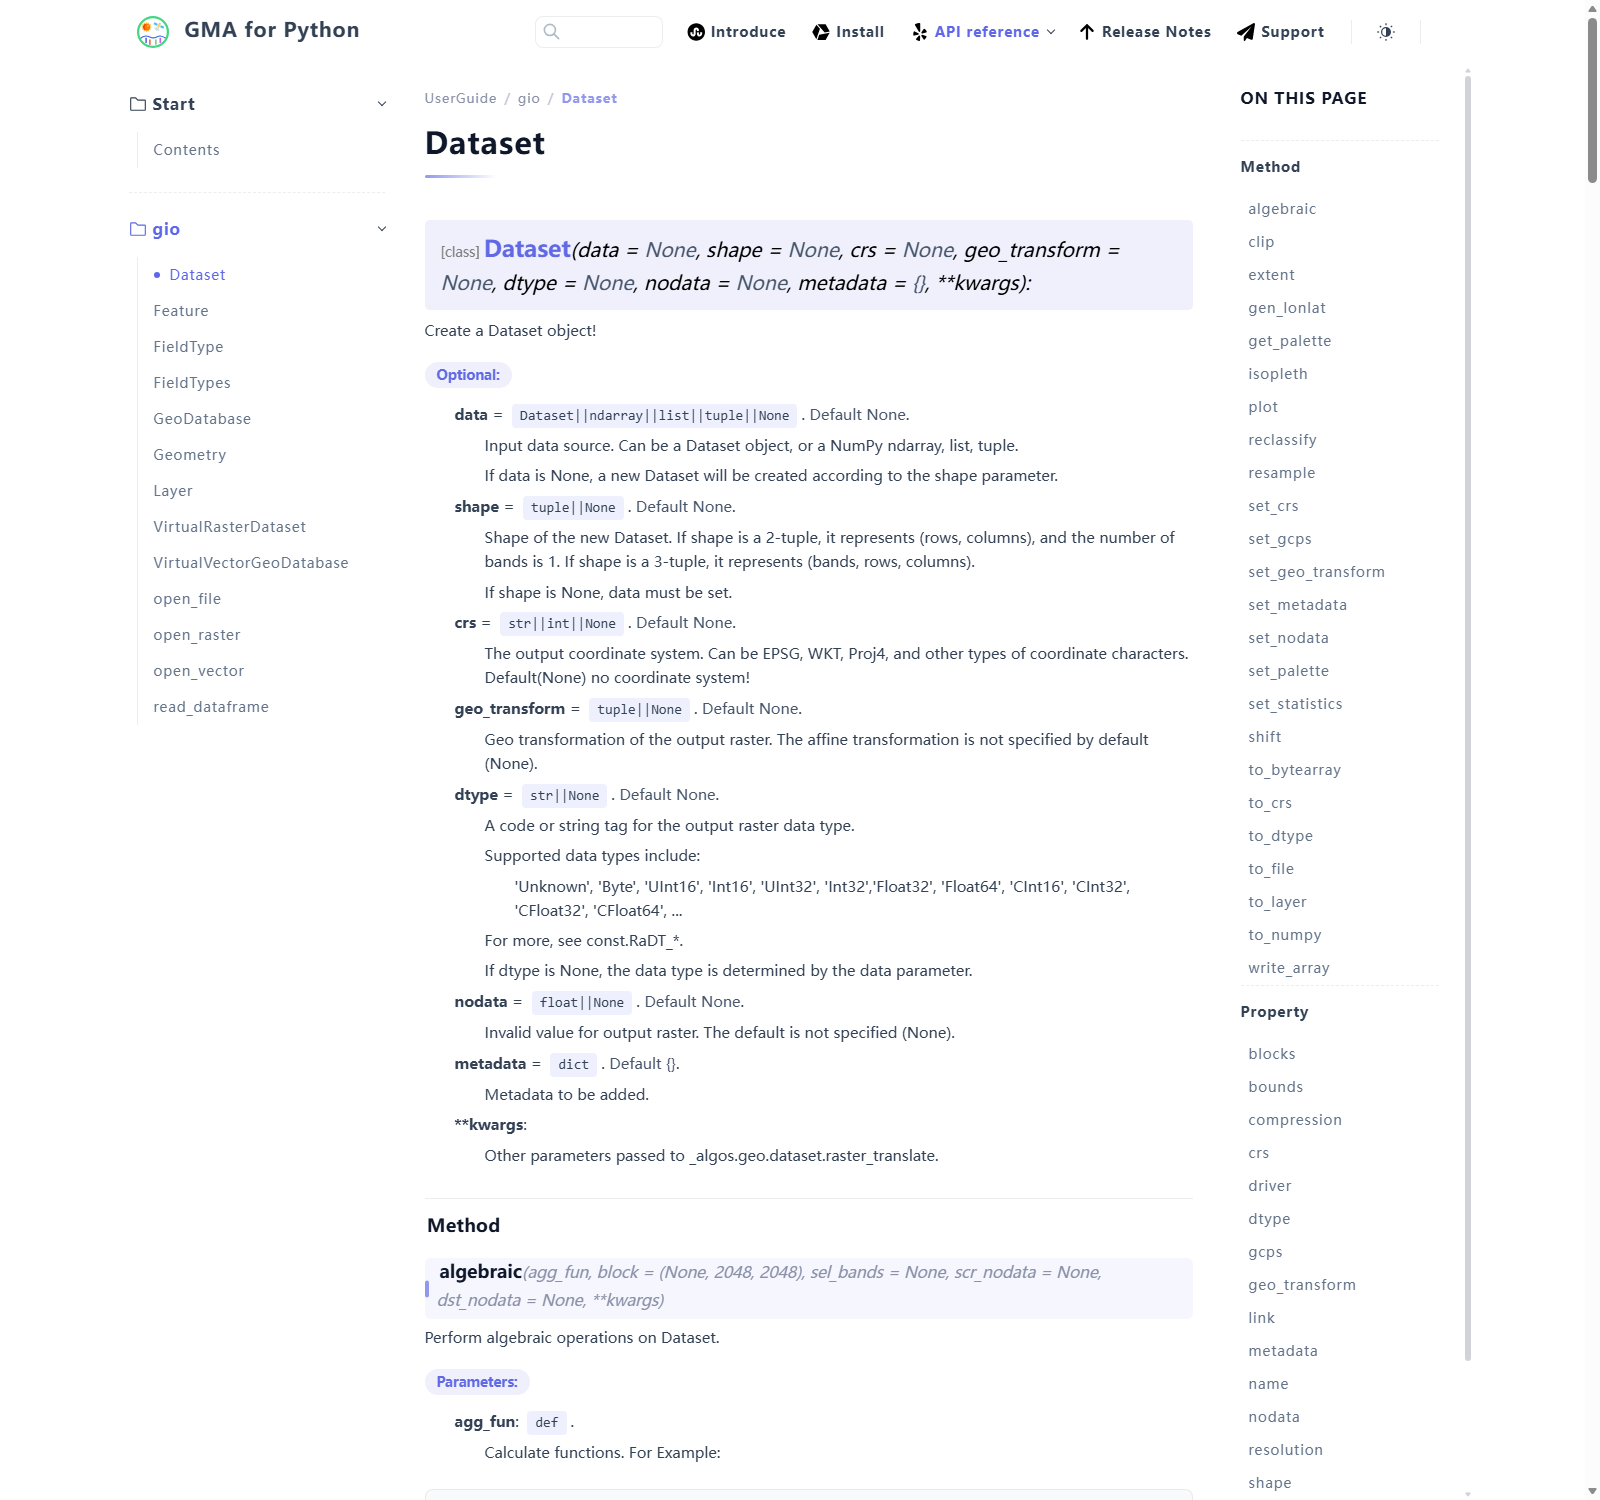 GMA for Python
Introduce
Install
API reference
Release Notes
Support
Start
Contents
gio
Dataset
Feature
FieldType
FieldTypes
GeoDatabase
Geometry
Layer
VirtualRasterDataset
VirtualVectorGeoDatabase
open_file
open_raster
open_vector
read_dataframe
UserGuide / gio / Dataset
Dataset
[class] Dataset(data = None, shape = None, crs = None, geo_transform =
None, dtype = None, nodata = None, metadata = {}, **kwargs):
Create a Dataset object!
Optional:
data = Dataset||ndarray||list||tuple||None . Default None.
Input data source. Can be a Dataset object, or a NumPy ndarray, list, tuple.
If data is None, a new Dataset will be created according to the shape parameter.
shape = tuple||None . Default None.
Shape of the new Dataset. If shape is a 2-tuple, it represents (rows, columns), and the number of
bands is 1. If shape is a 3-tuple, it represents (bands, rows, columns).
If shape is None, data must be set.
crs = str||int||None . Default None.
The output coordinate system. Can be EPSG, WKT, Proj4, and other types of coordinate characters.
Default(None) no coordinate system!
geo_transform = tuple||None . Default None.
Geo transformation of the output raster. The affine transformation is not specified by default
(None).
dtype = str||None . Default None.
A code or string tag for the output raster data type.
Supported data types include:
'Unknown', 'Byte', 'UInt16', 'Int16', 'UInt32', 'Int32','Float32', 'Float64', 'CInt16', 'CInt32',
'CFloat32', 'CFloat64', ...
For more, see const.RaDT_*.
If dtype is None, the data type is determined by the data parameter.
nodata = float||None . Default None.
Invalid value for output raster. The default is not specified (None).
metadata = dict . Default {}.
Metadata to be added.
**kwargs:
Other parameters passed to _algos.geo.dataset.raster_translate.
Method
algebraic(agg_fun, block = (None, 2048, 2048), sel_bands = None, scr_nodata = None,
dst_nodata = None, **kwargs)
Perform algebraic operations on Dataset.
Parameters:
agg_fun: def .
Calculate functions. For Example:
ON THIS PAGE
Method
algebraic
clip
extent
gen_lonlat
get_palette
isopleth
plot
reclassify
resample
set_crs
set_gcps
set_geo_transform
set_metadata
set_nodata
set_palette
set_statistics
shift
to_bytearray
to_crs
to_dtype
to_file
to_layer
to_numpy
write_array
Property
blocks
bounds
compression
crs
driver
dtype
gcps
geo_transform
link
metadata
name
nodata
resolution
shape